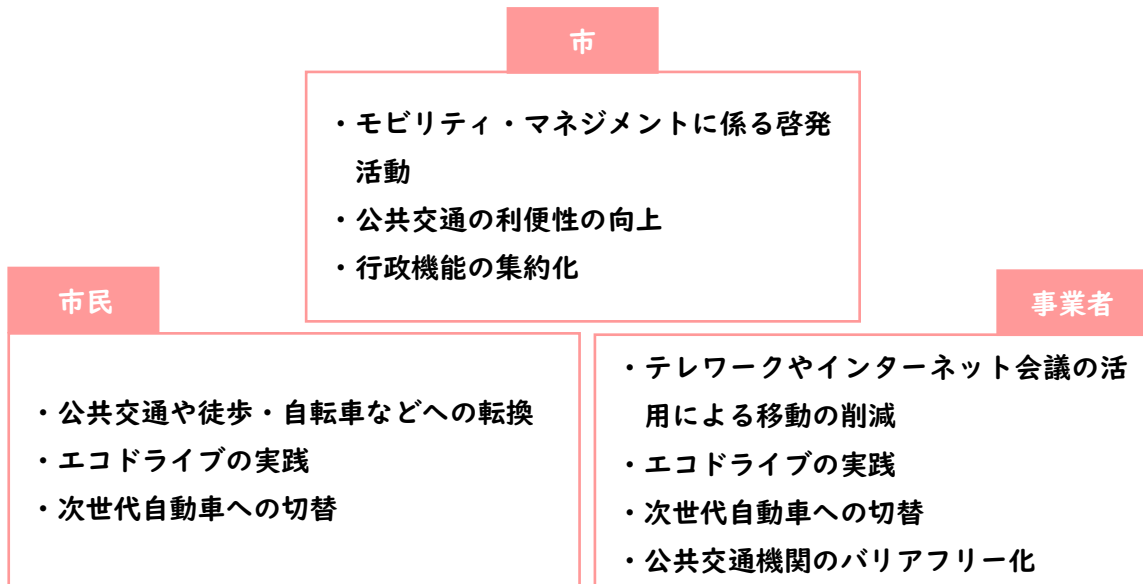 市
・モビリティ・マネジメントに係る啓発
活動
・公共交通の利便性の向上
・行政機能の集約化
市民
・公共交通や徒歩・自転車などへの転換
・エコドライブの実践
・次世代自動車への切替
事業者
・テレワークやインターネット会議の活
用による移動の削減
・エコドライブの実践
・次世代自動車への切替
・公共交通機関のバリアフリー化